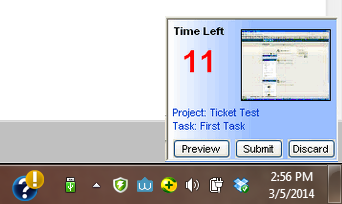 Time Left
11
Project: Ticket Test
Task: First Task
Preview Submit Discard
2:56 PM
3/5/2014